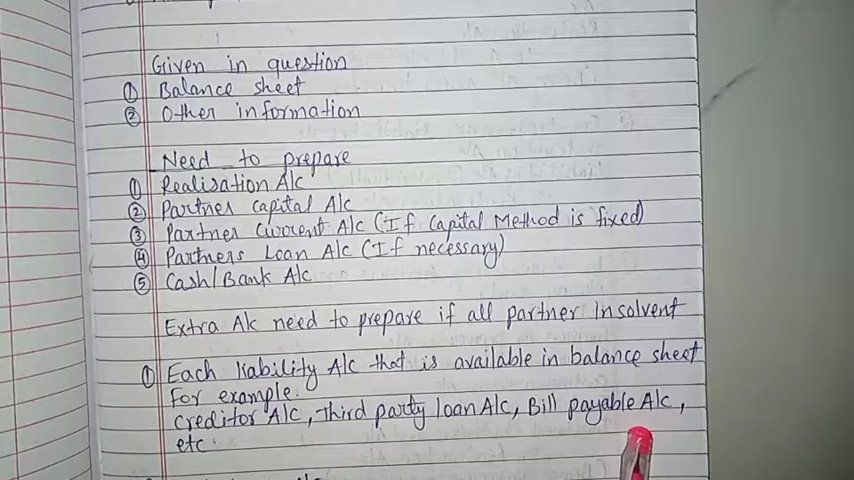 Given in question
① Balance sheet
② Other information
Need to prepare
① Realisation A/c
② Partner capital A/c
③ Partner Current A/c (If Capital Method is fixed)
④ Partners Loan A/c (If necessary)
⑤ Cash/Bank A/c
Extra A/c need to prepare if all partner insolvent
① Each liability A/c that is available in balance sheet
For example.
creditor A/c, Third party loan A/c, Bill payable A/c,
etc.